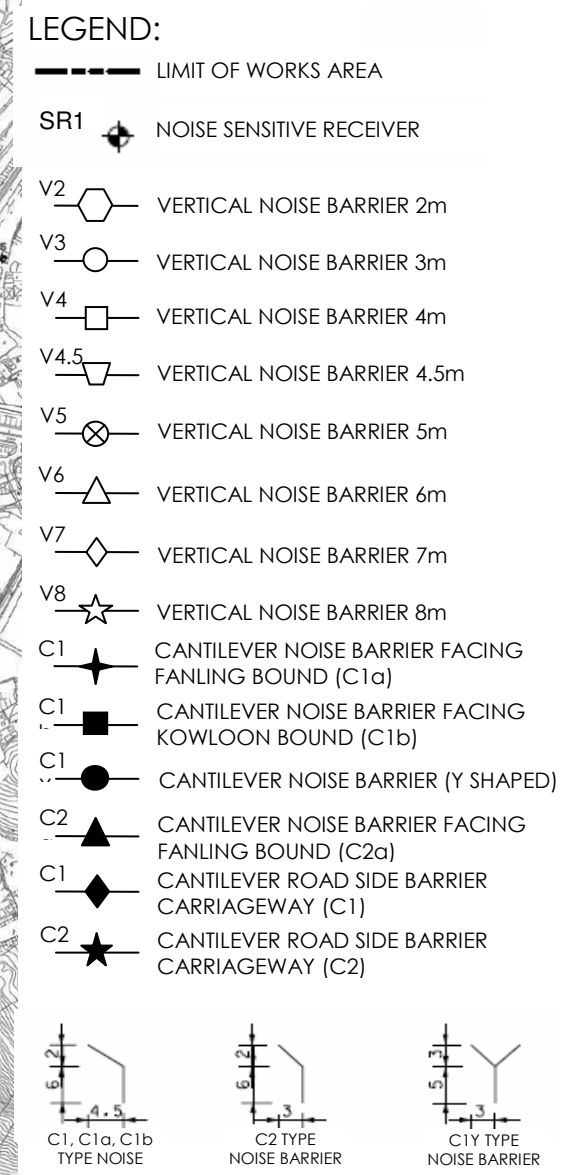 LEGEND:
LIMIT OF WORKS AREA
SR1 NOISE SENSITIVE RECEIVER
V2 VERTICAL NOISE BARRIER 2m
V3 VERTICAL NOISE BARRIER 3m
V4 VERTICAL NOISE BARRIER 4m
V4.5 VERTICAL NOISE BARRIER 4.5m
V5 VERTICAL NOISE BARRIER 5m
V6 VERTICAL NOISE BARRIER 6m
V7 VERTICAL NOISE BARRIER 7m
V8 VERTICAL NOISE BARRIER 8m
C1 CANTILEVER NOISE BARRIER FACING
FANLING BOUND (C1a)
C1 CANTILEVER NOISE BARRIER FACING
KOWLOON BOUND (C1b)
C1 CANTILEVER NOISE BARRIER (Y SHAPED)
C2 CANTILEVER NOISE BARRIER FACING
FANLING BOUND (C2a)
C1 CANTILEVER ROAD SIDE BARRIER
CARRIAGEWAY (C1)
C2 CANTILEVER ROAD SIDE BARRIER
CARRIAGEWAY (C2)
2
6
4.5
C1, C1a, C1b
TYPE NOISE
2
6
3
C2 TYPE
NOISE BARRIER
3
5
3
C1Y TYPE
NOISE BARRIER